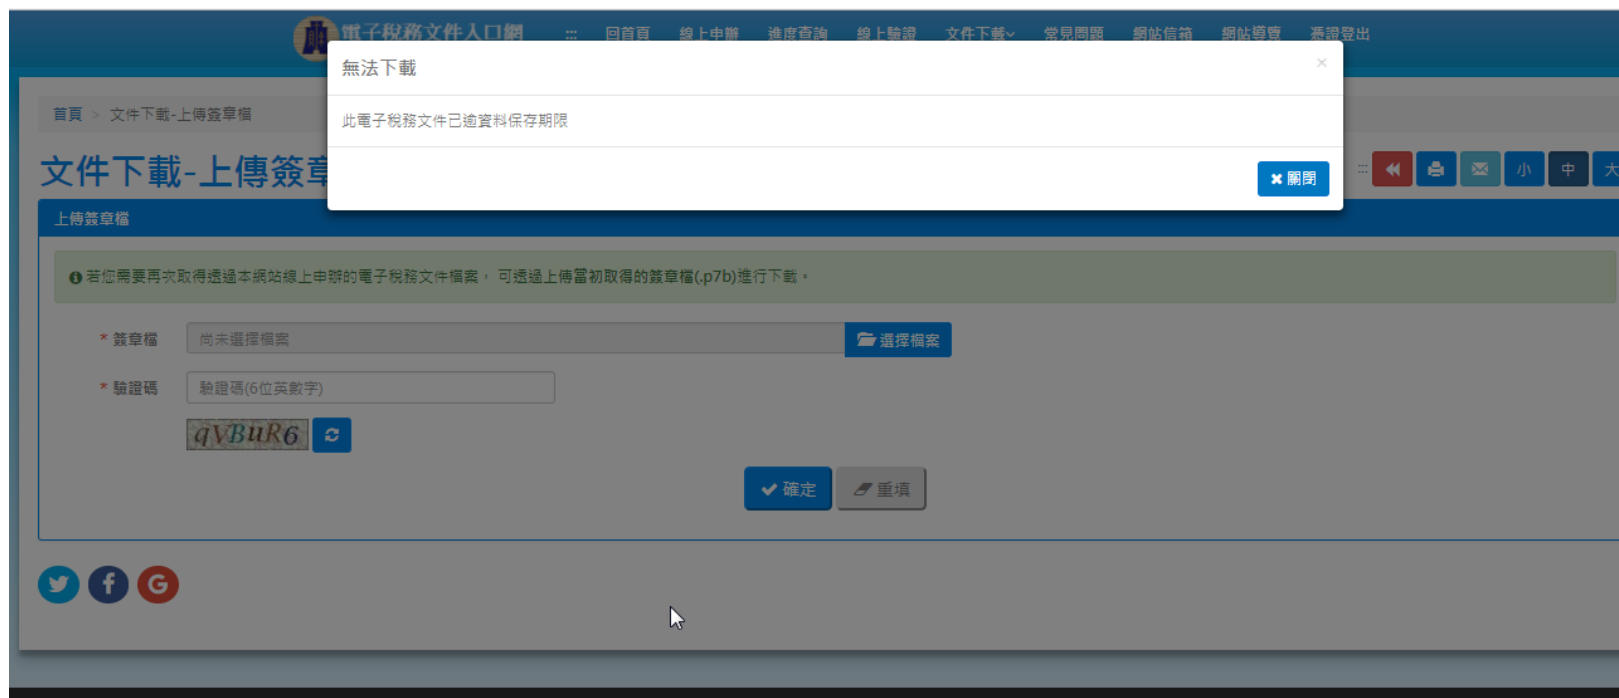 電子稅務文件入口網
回首頁 線上申辦 進度查詢 線上驗證 文件下載 常見問題 網站信箱 網站導覽 憑證登出
無法下載
×
此電子稅務文件已逾資料保存期限
關閉
首頁 > 文件下載-上傳簽章檔
文件下載-上傳簽章
小 中 大
上傳簽章檔
若您需要再次取得透過本網站線上申辦的電子稅務文件檔案, 可透過上傳當初取得的簽章檔(.p7b)進行下載。
* 簽章檔 尚未選擇檔案 選擇檔案
* 驗證碼 驗證碼(6位英數字)
qVBuR6
確定 重填